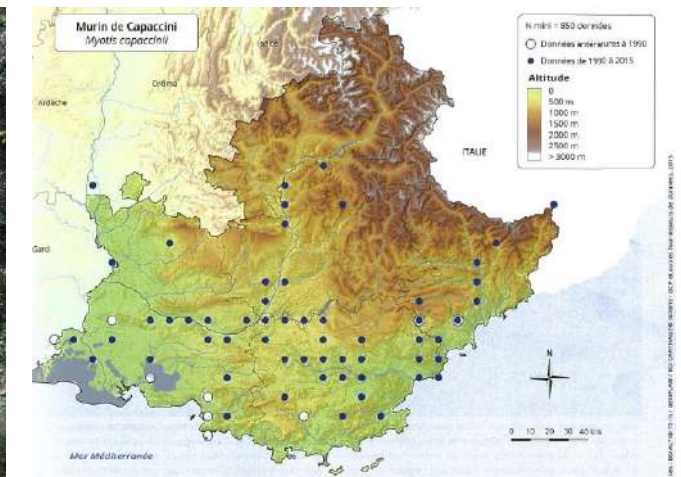 Murin de Capaccini
Myotis capaccinii
Isère
Drôme
Ardèche
Gard
ITALIE
Mer Méditerranée
N mini = 850 données
Données antérieures à 1990
Données de 1990 à 2015
Altitude
0
500 m
1000 m
1500 m
2000 m
2500 m
> 3000 m
N
0 10 20 30 40 km